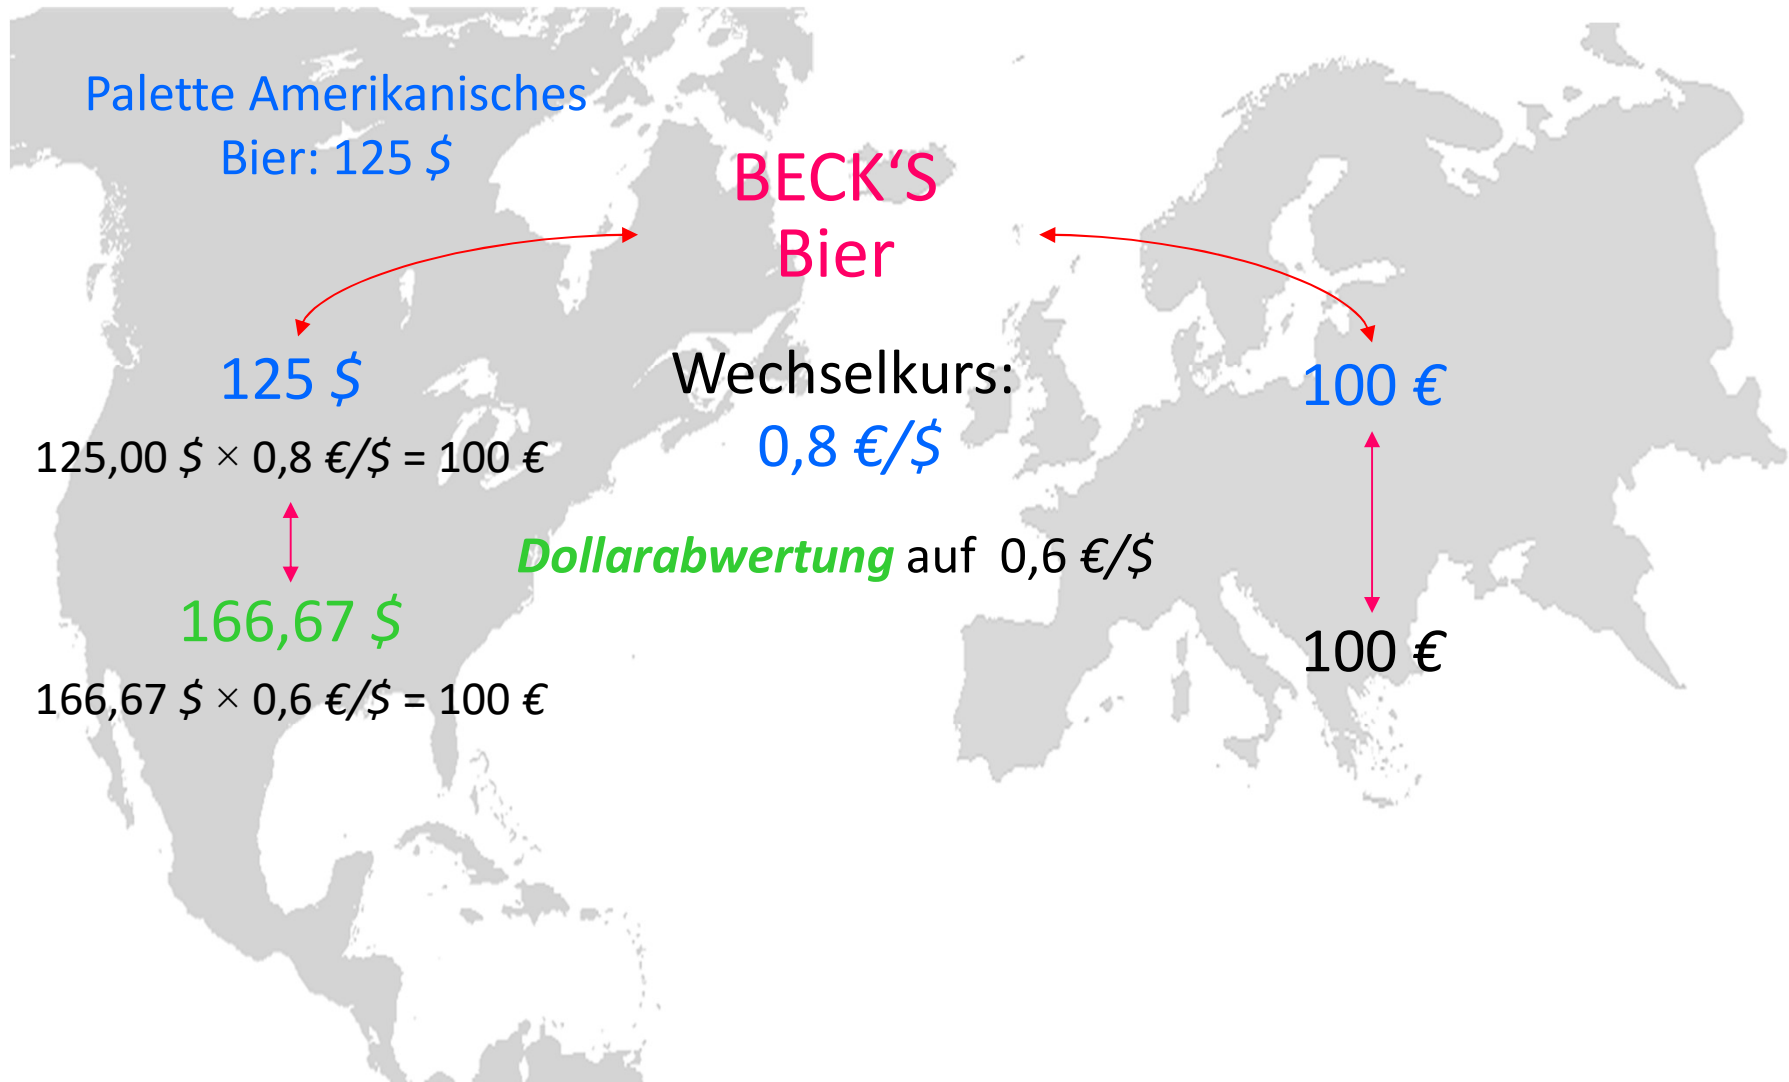 Palette Amerikanisches
Bier: 125 $
BECK‘S
Bier
125 $
125,00 $ × 0,8 €/$ = 100 €
Wechselkurs:
0,8 €/$
100 €
Dollarabwertung auf  0,6 €/$
166,67 $
166,67 $ × 0,6 €/$ = 100 €
100 €